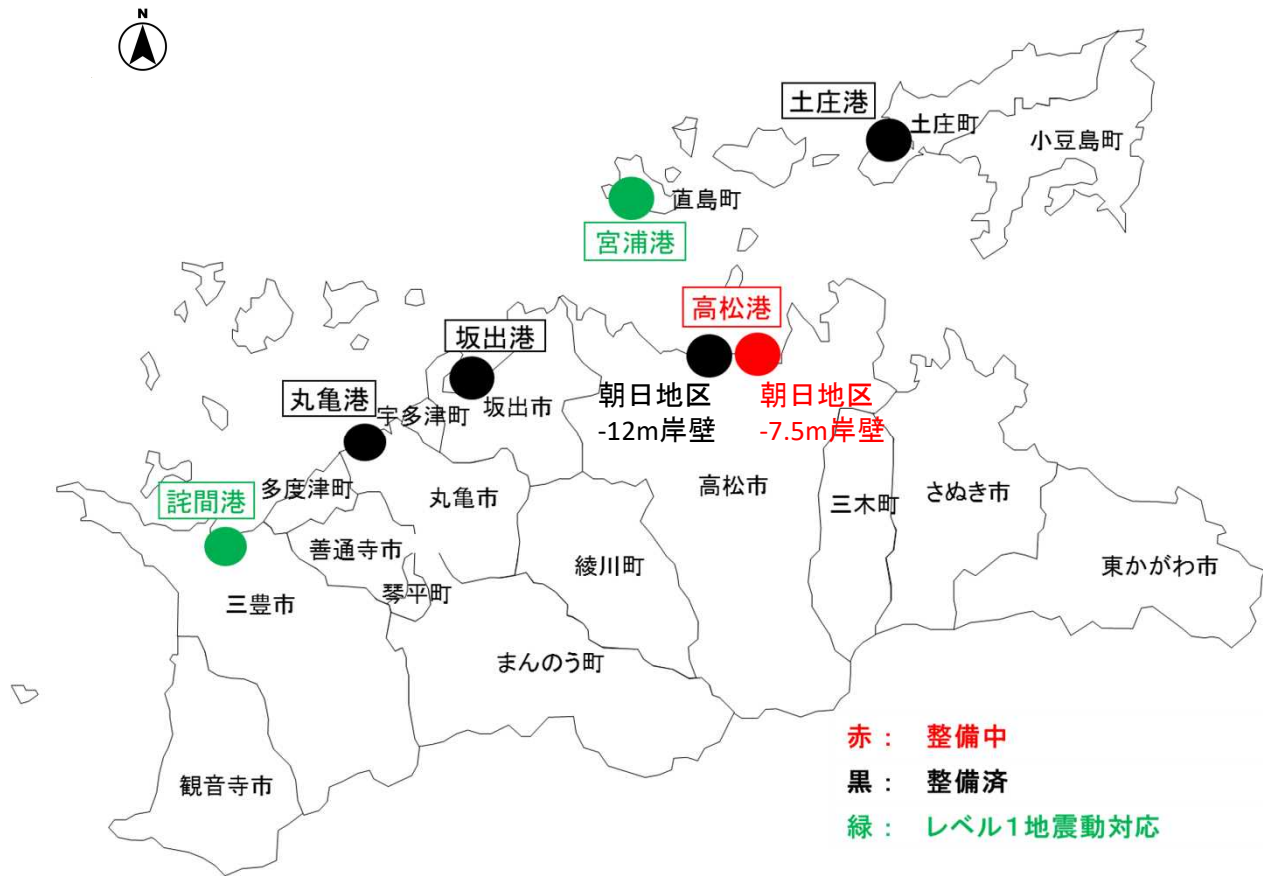 N
土庄港
土庄町
小豆島町
直島町
宮浦港
高松港
坂出港
朝日地区
-12m岸壁
朝日地区
-7.5m岸壁
丸亀港
宇多津町
坂出市
多度津町
詫間港
丸亀市
高松市
三木町
さぬき市
善通寺市
綾川町
東かがわ市
琴平町
三豊市
まんのう町
観音寺市
赤： 整備中
黒： 整備済
緑： レベル1地震動対応